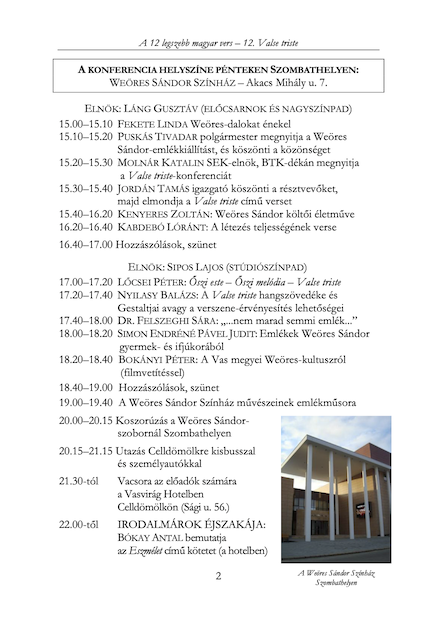 A 12 legszebb magyar vers – 12. Valse triste
A KONFERENCIA HELYSZÍNE PÉNTEKEN SZOMBATHELYEN:
WEÖRES SÁNDOR SZÍNHÁZ – Akacs Mihály u. 7.
ELNÖK: LÁNG GUSZTÁV (ELŐCSARNOK ÉS NAGYSZÍNPAD)
15.00–15.10 FEKETE LINDA Weöres-dalokat énekel
15.10–15.20 PUSKÁS TIVADAR polgármester megnyitja a Weöres
Sándor-emlékkiállítást, és köszönti a közönséget
15.20–15.30 MOLNÁR KATALIN SEK-elnök, BTK-dékán megnyitja
a Valse triste-konferenciát
15.30–15.40 JORDÁN TAMÁS igazgató köszönti a résztvevőket,
majd elmondja a Valse triste című verset
15.40–16.20 KENYERES ZOLTÁN: Weöres Sándor költői életműve
16.20–16.40 KABDEBÓ LÓRÁNT: A létezés teljességének verse
16.40–17.00 Hozzászólások, szünet
ELNÖK: SIPOS LAJOS (STÚDIÓSZÍNPAD)
17.00–17.20 LŐCSEI PÉTER: Őszi este – Őszi melódia – Valse triste
17.20–17.40 NYILASY BALÁZS: A Valse triste hangszövedéke és
Gestaltjai avagy a verszene-érvényesítés lehetőségei
17.40–18.00 DR. FELSZEGHI SÁRA: „...nem marad semmi emlék..."
18.00–18.20 SIMON ENDRÉNÉ PÁVEL JUDIT: Emlékek Weöres Sándor
gyermek- és ifjúkorából
18.20–18.40 BOKÁNYI PÉTER: A Vas megyei Weöres-kultuszról
(filmvetítéssel)
18.40–19.00 Hozzászólások, szünet
19.00–19.40 A Weöres Sándor Színház művészeinek emlékműsora
20.00–20.15 Koszorúzás a Weöres Sándor-
szobornál Szombathelyen
20.15–21.15 Utazás Celldömölkre kisbusszal
és személyautókkal
21.30-tól Vacsora az előadók számára
a Vasvirág Hotelben
Celldömölkön (Sági u. 56.)
22.00-től IRODALMÁROK ÉJSZAKÁJA:
BÓKAY ANTAL bemutatja
az Eszmélet című kötetet (a hotelben)
A Weöres Sándor Színház
Szombathelyen
2